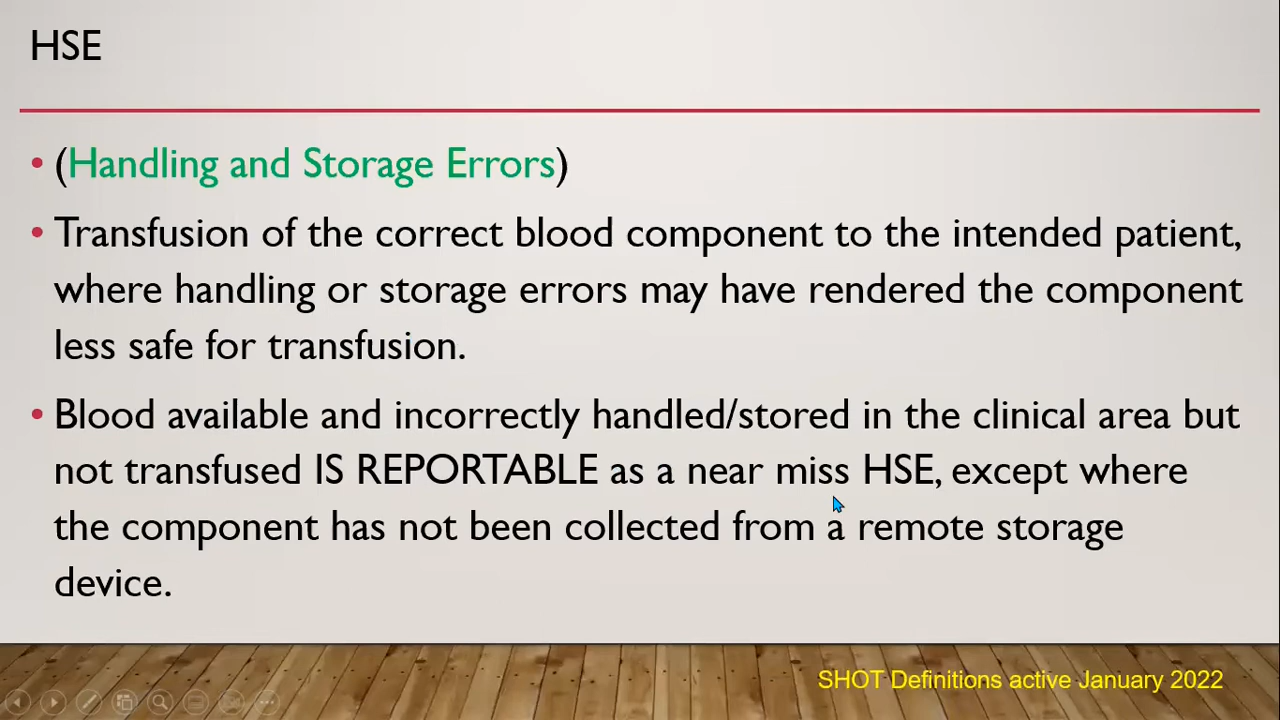 HSE
• (Handling and Storage Errors)
• Transfusion of the correct blood component to the intended patient,
where handling or storage errors may have rendered the component
less safe for transfusion.
• Blood available and incorrectly handled/stored in the clinical area but
not transfused IS REPORTABLE as a near miss HSE, except where
the component has not been collected from a remote storage
device.
SHOT Definitions active January 2022